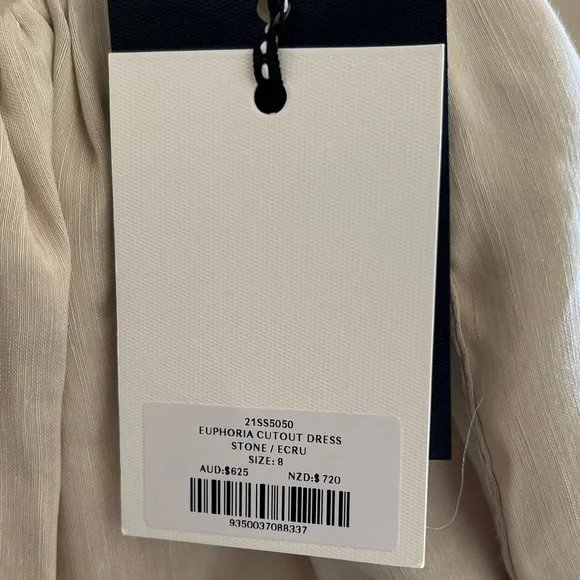 21SS5050
EUPHORIA CUTOUT DRESS
STONE / ECRU
SIZE: 8
AUD:$625 NZD:$ 720
9350037088337